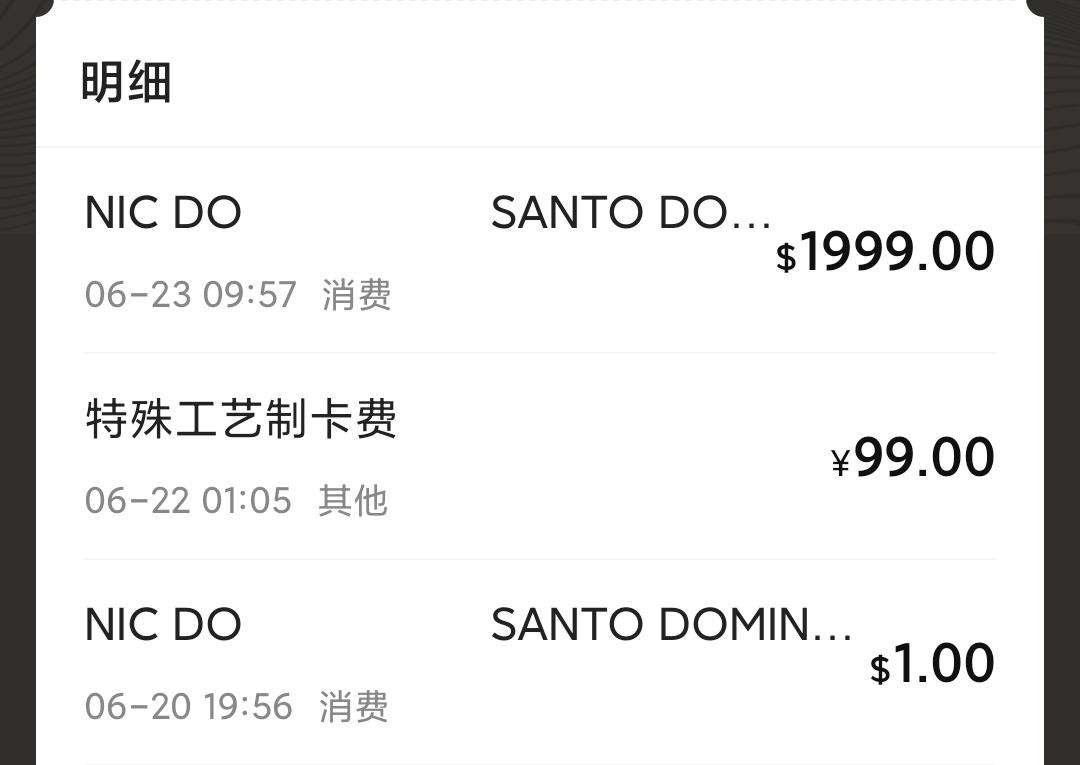 明细
NIC DO SANTO DO...
$1999.00
06-23 09:57 消费
特殊工艺制卡费
¥99.00
06-22 01:05 其他
NIC DO SANTO DOMIN...
$1.00
06-20 19:56 消费